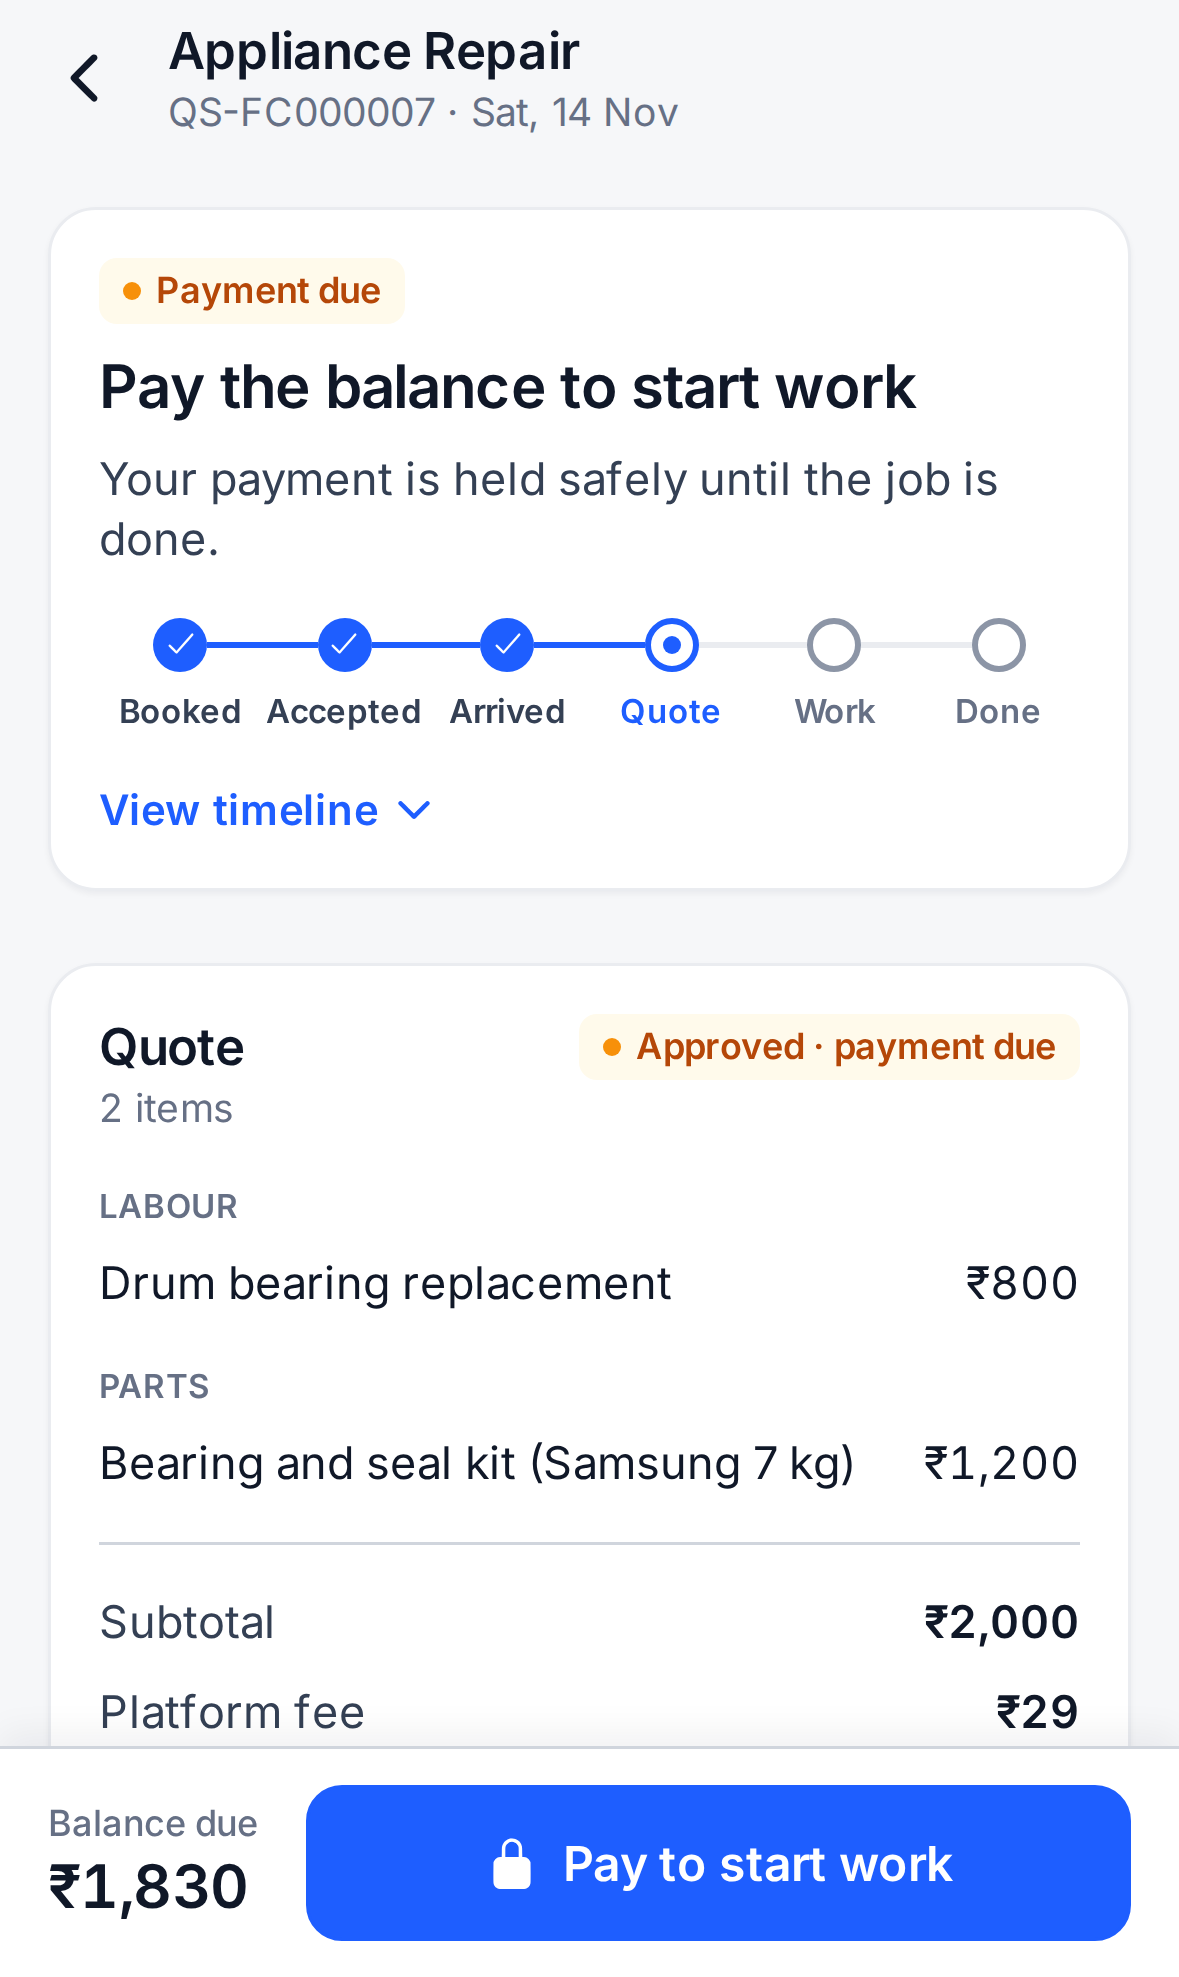 Appliance Repair
QS-FC000007 · Sat, 14 Nov
Payment due
Pay the balance to start work
Your payment is held safely until the job is
done.
Booked Accepted Arrived Quote Work Done
View timeline
Quote Approved · payment due
2 items
LABOUR
Drum bearing replacement ₹800
PARTS
Bearing and seal kit (Samsung 7 kg) ₹1,200
Subtotal ₹2,000
Platform fee ₹29
Balance due
₹1,830
Pay to start work